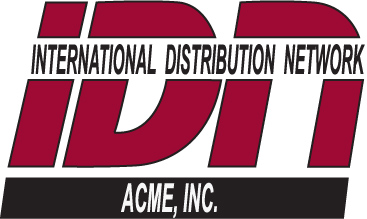 IDN
INTERNATIONAL DISTRIBUTION NETWORK
ACME, INC.